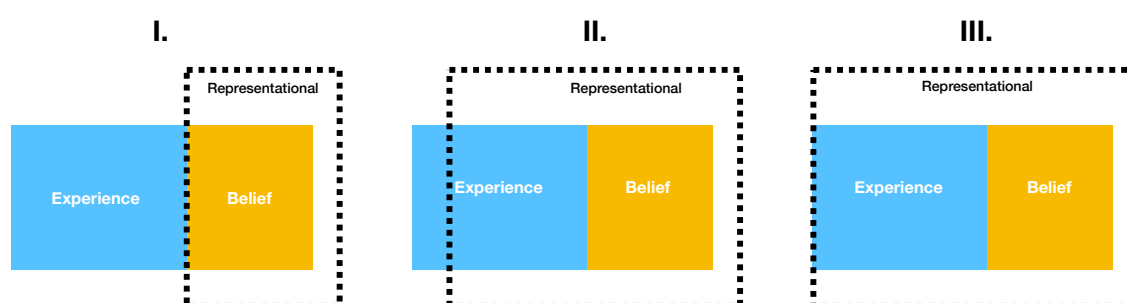 I.
II.
III.
Representational
Representational
Representational
Experience
Belief
Experience
Belief
Experience
Belief